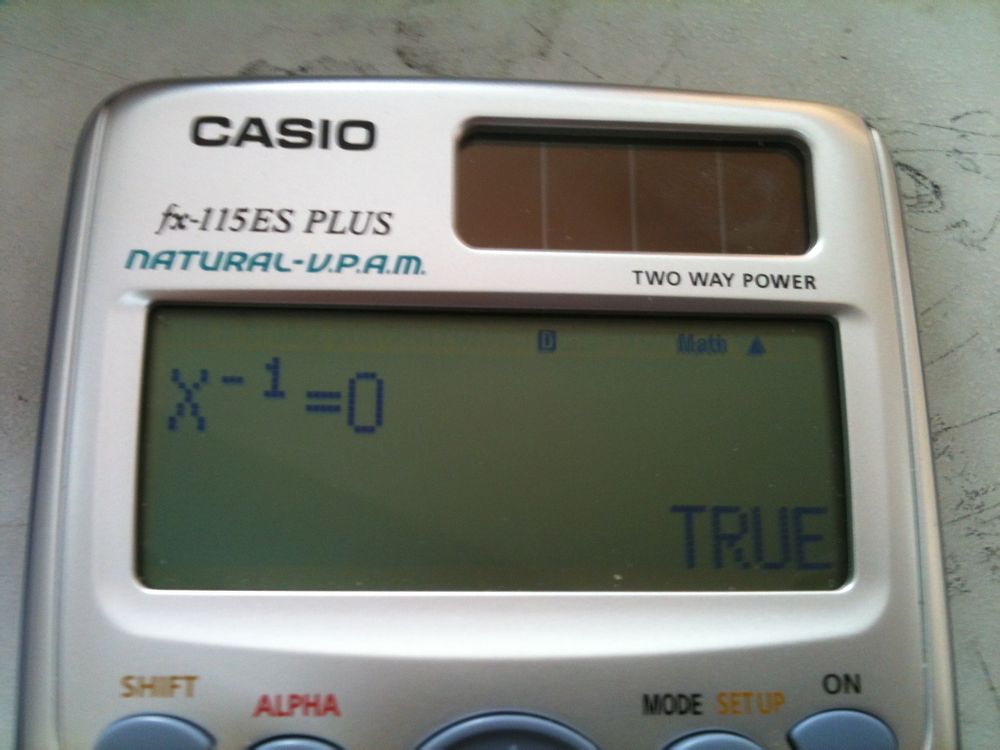 CASIO
fx-115ES PLUS
NATURAL-V.P.A.M.
TWO WAY POWER
D Math ▲
X⁻¹=0
TRUE
SHIFT ALPHA MODE SETUP ON